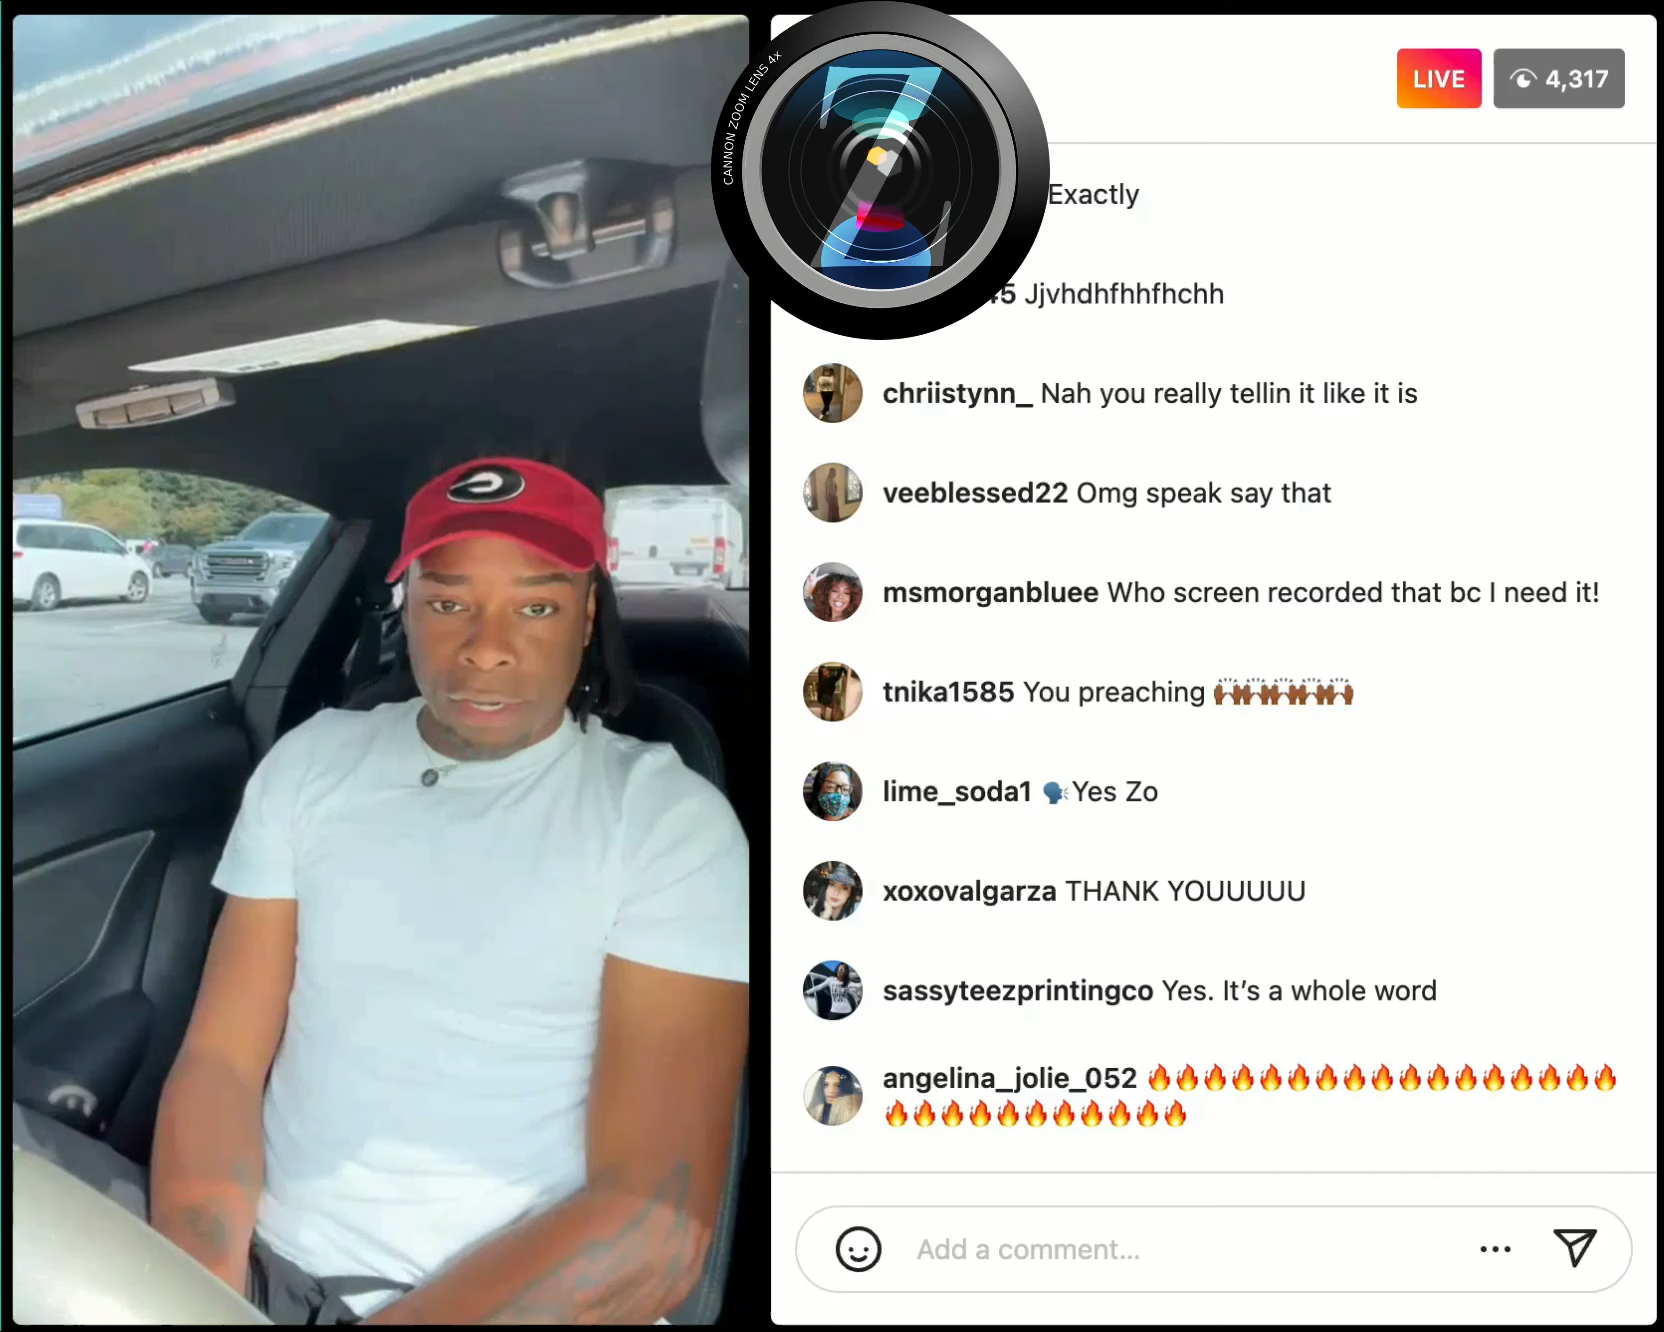 CANNON ZOOM LENS 4x
Z
LIVE 4,317
Exactly
45 Jjvhdhfhhfhchh
chriistynn_ Nah you really tellin it like it is
veeblessed22 Omg speak say that
msmorganbluee Who screen recorded that bc I need it!
tnika1585 You preaching 🙌🏾🙌🏾🙌🏾🙌🏾🙌🏾
lime_soda1 🗣Yes Zo
xoxovalgarza THANK YOUUUUU
sassyteezprintingco Yes. It’s a whole word
angelina_jolie_052 🔥🔥🔥🔥🔥🔥🔥🔥🔥🔥🔥🔥🔥🔥🔥🔥🔥
🔥🔥🔥🔥🔥🔥🔥🔥🔥🔥🔥
Add a comment...